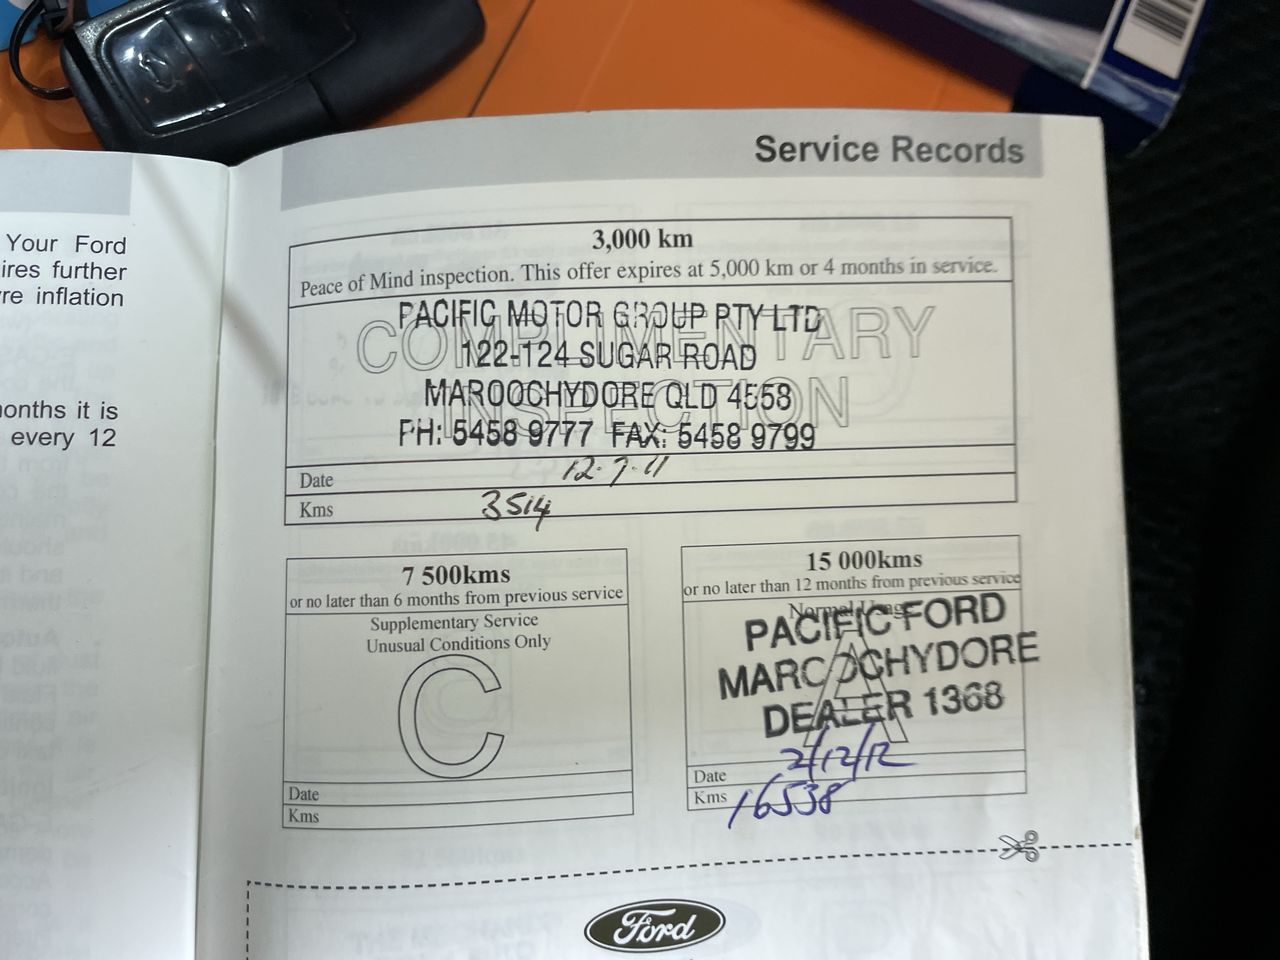 Service Records
Your Ford
ires further
re inflation
onths it is
every 12
3,000 km
Peace of Mind inspection. This offer expires at 5,000 km or 4 months in service.
COMPLIMENTARY
INSPECTION
PACIFIC MOTOR GROUP PTY LTD
122-124 SUGAR ROAD
MAROOCHYDORE QLD 4558
PH: 5458 9777 FAX: 5458 9799
Date 12.7.11
Kms 3514
7 500kms
or no later than 6 months from previous service
Supplementary Service
Unusual Conditions Only
C
Date
Kms
15 000kms
or no later than 12 months from previous service
Normal Usage
A
PACIFIC FORD
MAROOCHYDORE
DEALER 1368
Date 2/12/12
Kms 16538
Ford